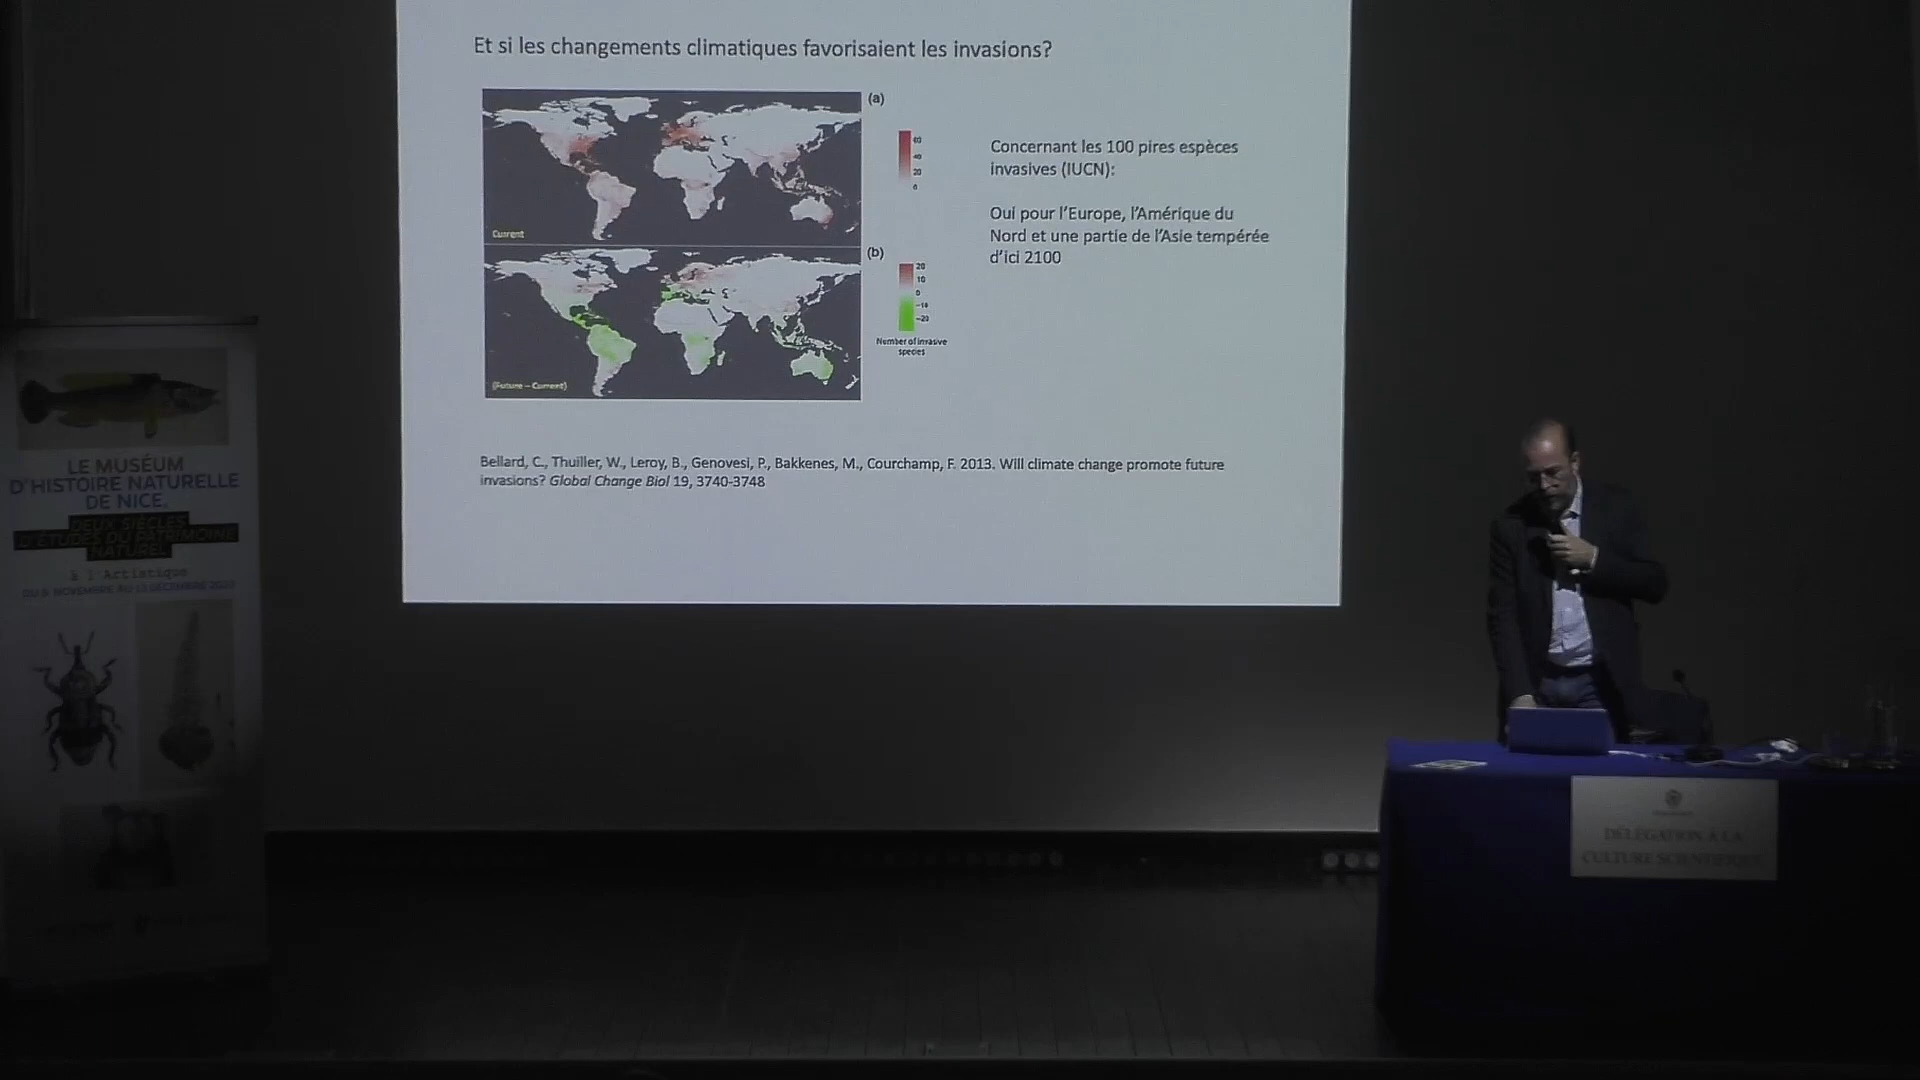 Et si les changements climatiques favorisaient les invasions?
(a)
60
40
20
0
Current
(b)
20
10
0
-10
-20
Number of invasive
species
(Future – Current)
Concernant les 100 pires espèces
invasives (IUCN):
Oui pour l'Europe, l'Amérique du
Nord et une partie de l'Asie tempérée
d'ici 2100
Bellard, C., Thuiller, W., Leroy, B., Genovesi, P., Bakkenes, M., Courchamp, F. 2013. Will climate change promote future
invasions? Global Change Biol 19, 3740-3748
LE MUSÉUM
D'HISTOIRE NATURELLE
DE NICE,
DEUX SIÈCLES
D'ÉTUDES DU PATRIMOINE
NATUREL
à l'Artistique
DÉLÉGATION À LA
CULTURE SCIENTIFIQUE